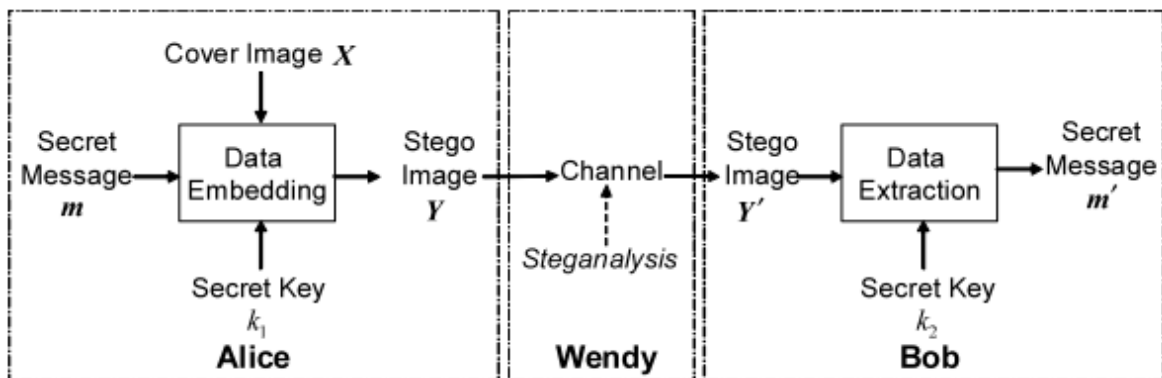 Cover Image X
Secret
Message
m
Data
Embedding
Secret Key
k₁
Alice
Stego
Image
Y
Channel
Steganalysis
Wendy
Stego
Image
Y′
Data
Extraction
Secret Key
k₂
Secret
Message
m′
Bob